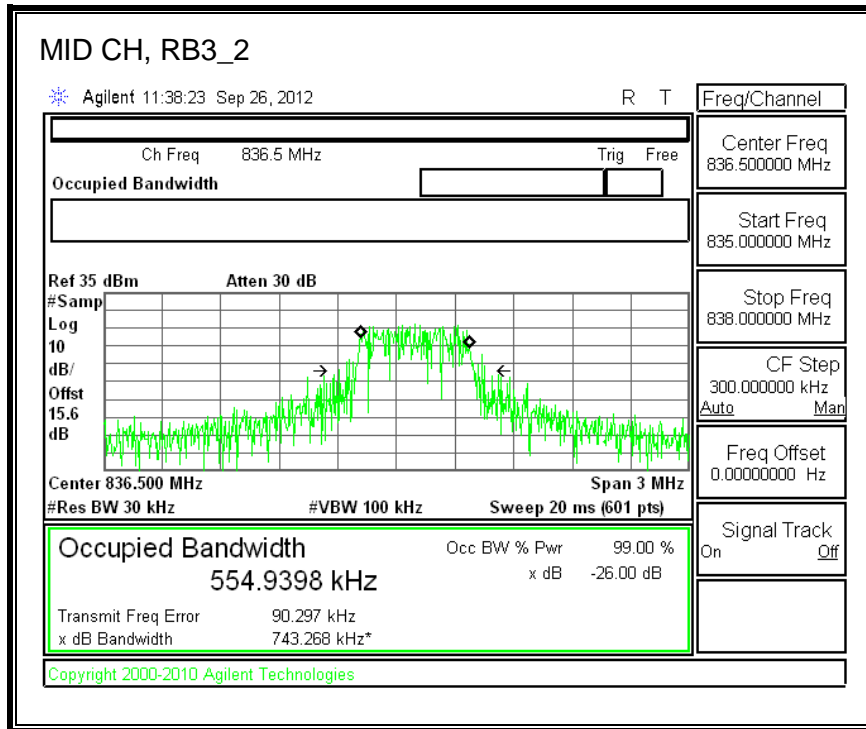 MID CH, RB3_2
Agilent 11:38:23 Sep 26, 2012 R T
Freq/Channel
Ch Freq 836.5 MHz Trig Free
Occupied Bandwidth
Center Freq
836.500000 MHz
Start Freq
835.000000 MHz
Stop Freq
838.000000 MHz
CF Step
300.000000 kHz
Auto Man
Freq Offset
0.00000000 Hz
Signal Track
On Off
Ref 35 dBm Atten 30 dB
#Samp
Log
10
dB/
Offst
15.6
dB
Center 836.500 MHz Span 3 MHz
#Res BW 30 kHz #VBW 100 kHz Sweep 20 ms (601 pts)
Occupied Bandwidth Occ BW % Pwr 99.00 %
554.9398 kHz x dB -26.00 dB
Transmit Freq Error 90.297 kHz
x dB Bandwidth 743.268 kHz*
Copyright 2000-2010 Agilent Technologies